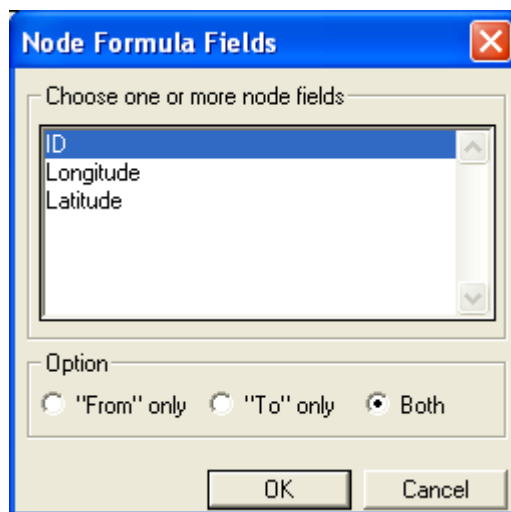 Node Formula Fields
Choose one or more node fields
ID
Longitude
Latitude
Option
"From" only "To" only Both
OK Cancel